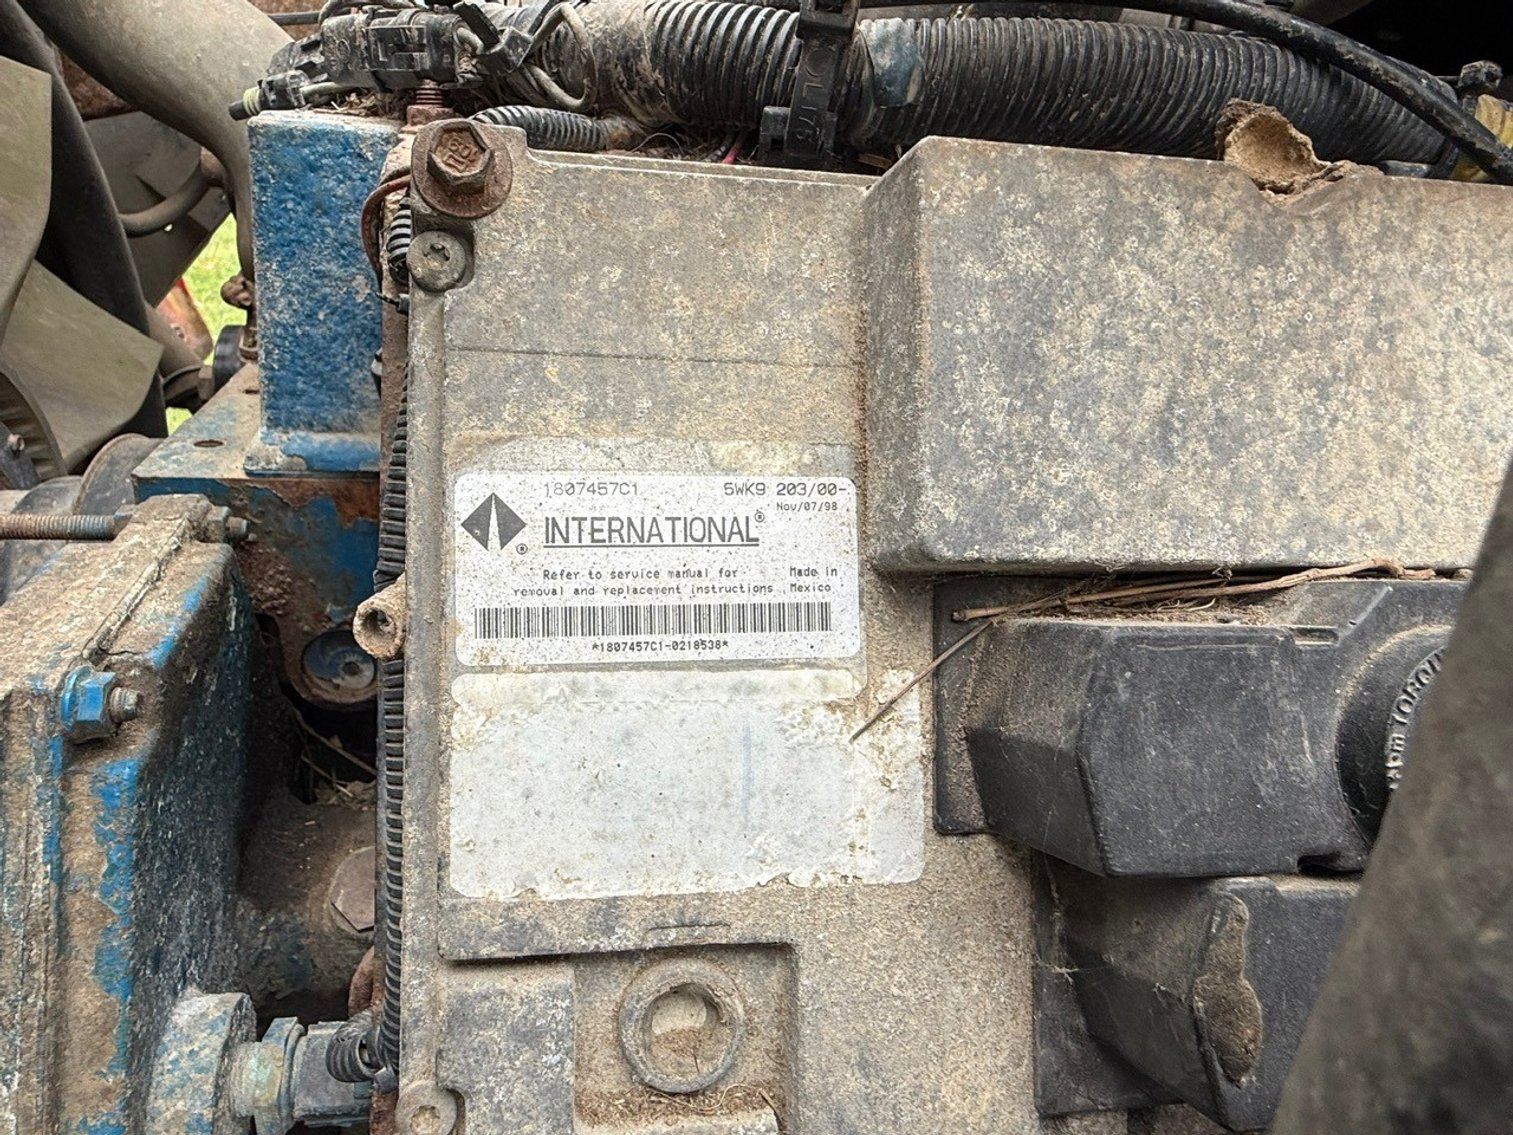 DLT75
1807457C1 5WK9 203/00-
Nov/07/98
INTERNATIONAL®
®
Refer to service manual for Made in
removal and replacement instructions. Mexico
*1807457C1-0218538*